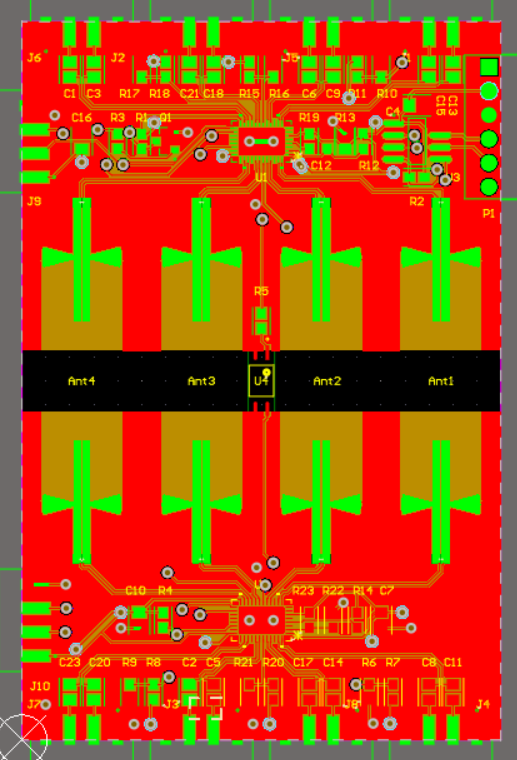 J6 J2 J5
C1 C3 R17 R18 C21 C18 R15 R16 C6 C9 R11 R10
C15 C13
C16 R3 R1 Q1 R19 R13 C4
C12 R12
U1 U3
J9 R2
P1
R5
Ant4 Ant3 U4 Ant2 Ant1
C10 R4 R23 R22 R14 C7
C23 C20 R9 R8 C2 C5 R21 R20 C17 C14 R6 R7 C8 C11
J10
J7 J3 J8 J4